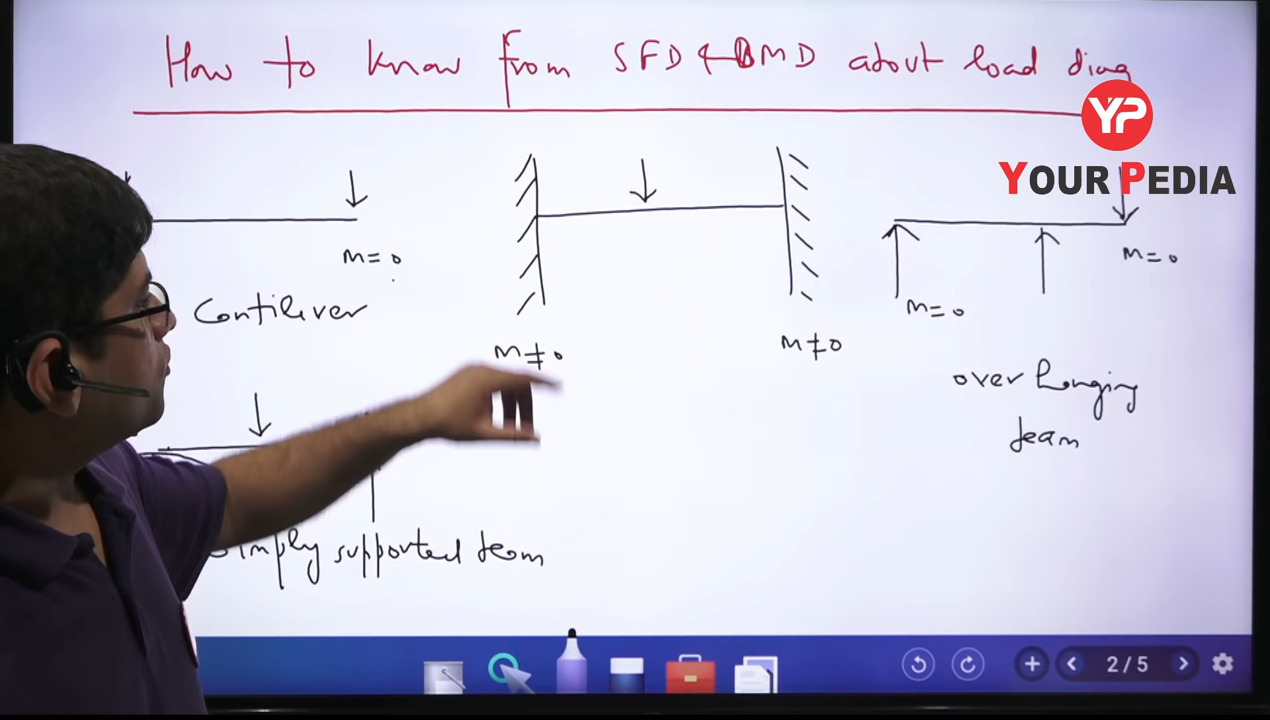 How to know from SFD & BMD about load diag
YP
YOUR PEDIA
M=0
M=0
Cantilever
M=0
M≠0
M≠0
over hanging
beam
Simply supported beam
2/5